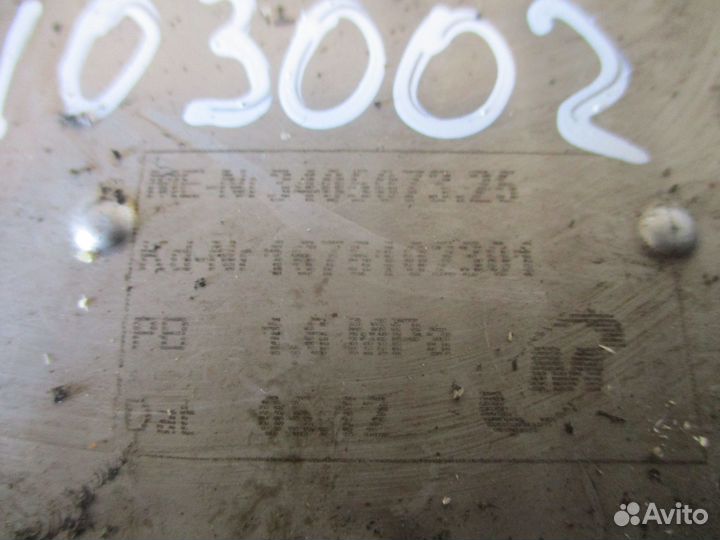 103002
ME-Nr 3405073.25
Kd-Nr 1675102301
PB 1.6 MPa
Dat 05.12
M
Avito